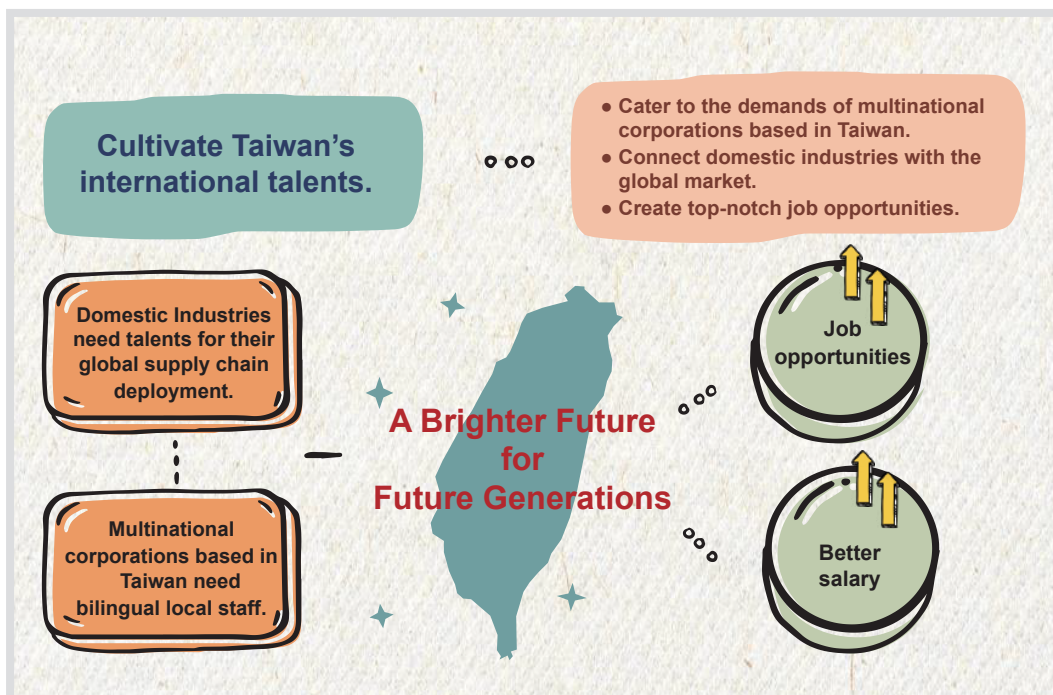 Cultivate Taiwan’s
international talents.
● Cater to the demands of multinational
corporations based in Taiwan.
● Connect domestic industries with the
global market.
● Create top-notch job opportunities.
Domestic Industries
need talents for their
global supply chain
deployment.
Multinational
corporations based in
Taiwan need
bilingual local staff.
A Brighter Future
for
Future Generations
Job
opportunities
Better
salary